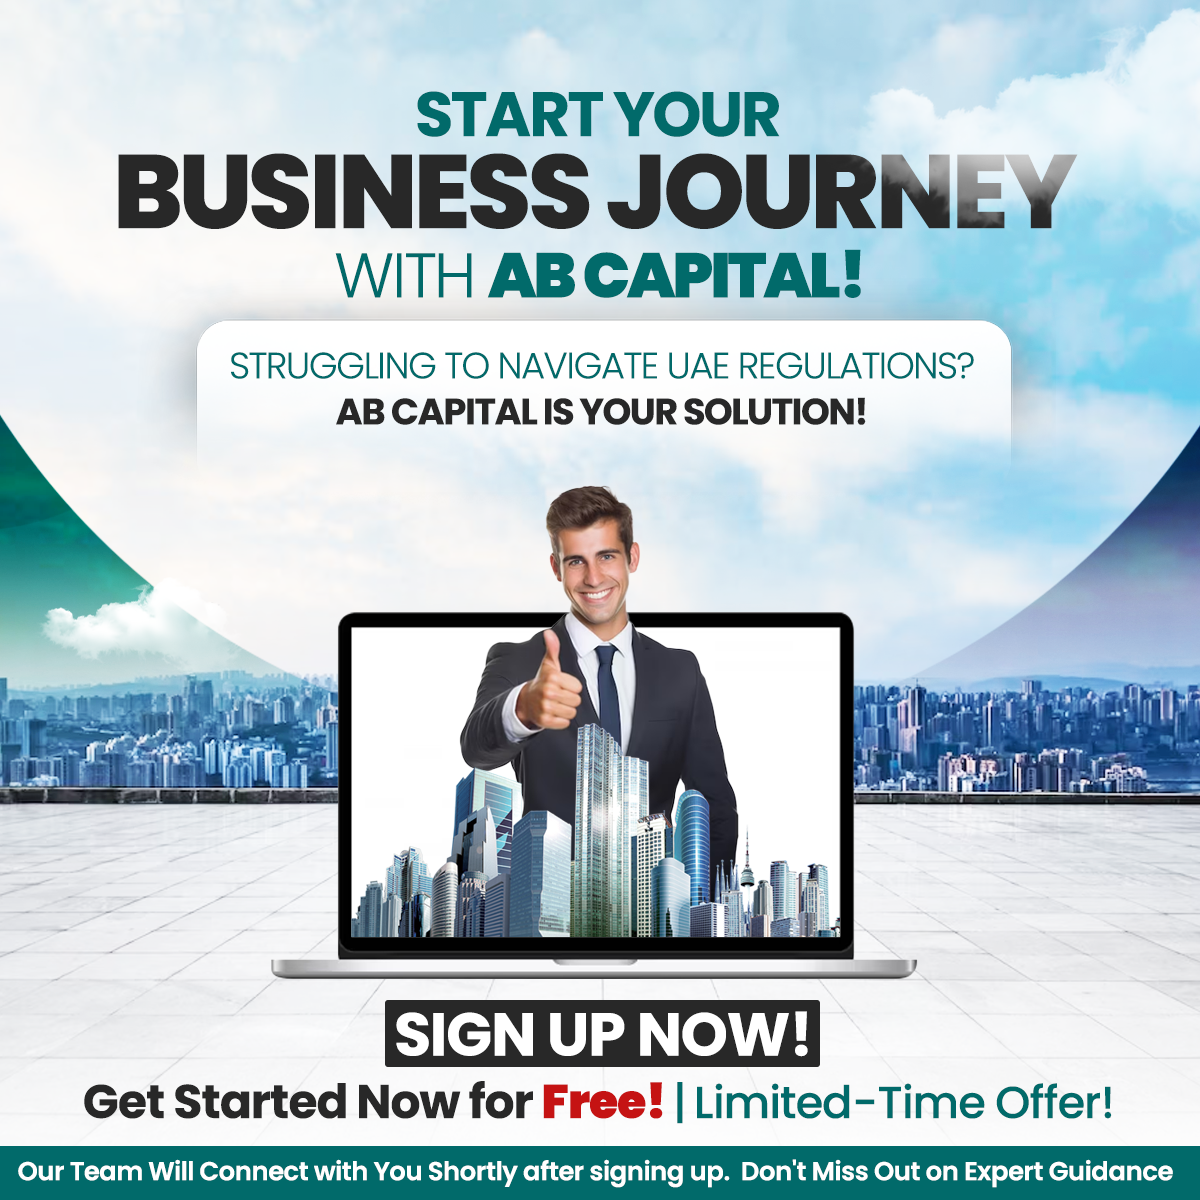 START YOUR
BUSINESS JOURNEY
WITH AB CAPITAL!
STRUGGLING TO NAVIGATE UAE REGULATIONS?
AB CAPITAL IS YOUR SOLUTION!
SIGN UP NOW!
Get Started Now for Free! | Limited-Time Offer!
Our Team Will Connect with You Shortly after signing up. Don't Miss Out on Expert Guidance